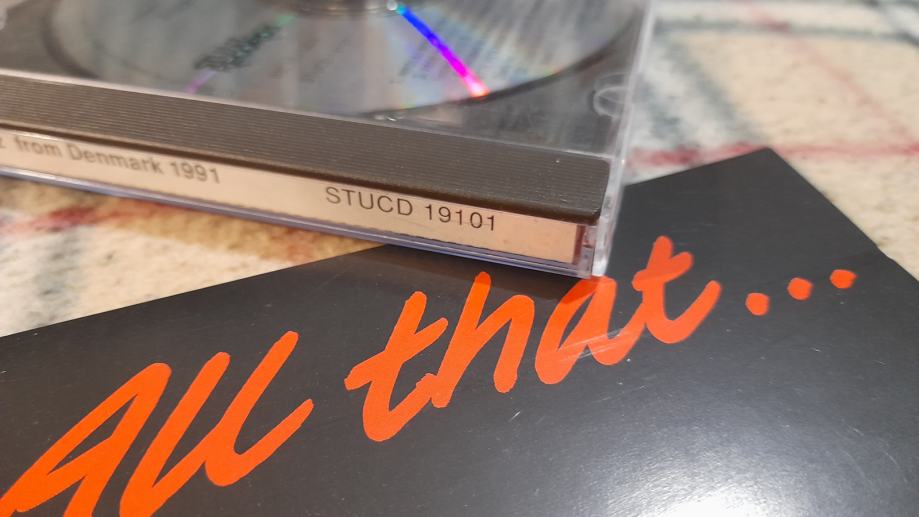 z from Denmark 1991
STUCD 19101
All that...